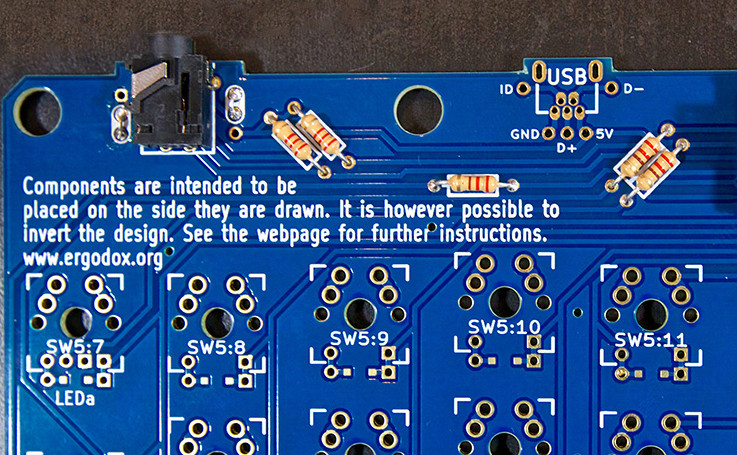 USB
ID
D-
GND
5V
D+
Components are intended to be
placed on the side they are drawn. It is however possible to
invert the design. See the webpage for further instructions.
www.ergodox.org
SW5:7
SW5:8
SW5:9
SW5:10
SW5:11
LEDa